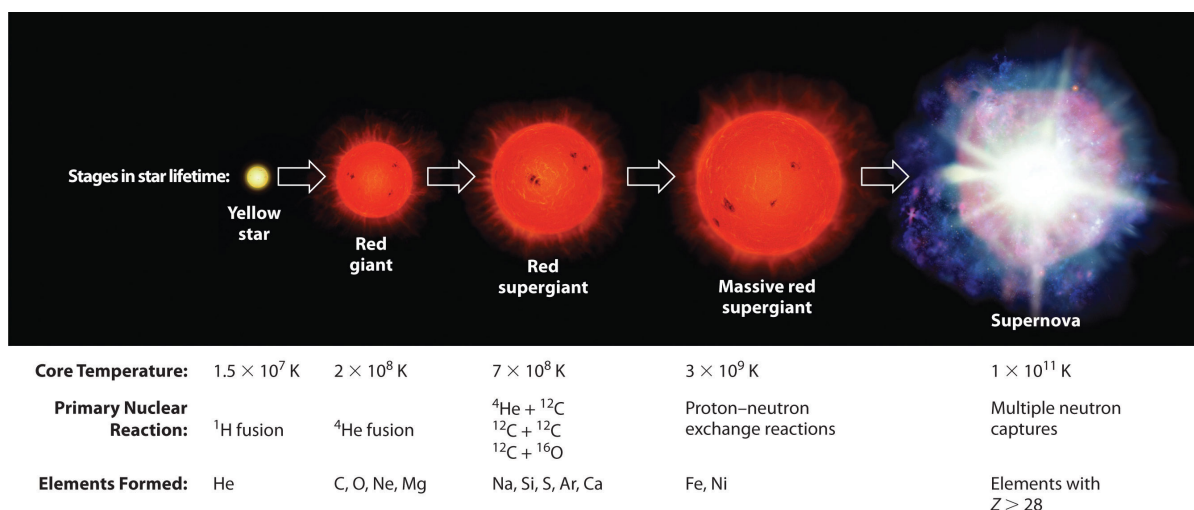 Stages in star lifetime:
Yellow
star
Red
giant
Red
supergiant
Massive red
supergiant
Supernova
Core Temperature: 1.5 × 10⁷ K 2 × 10⁸ K 7 × 10⁸ K 3 × 10⁹ K 1 × 10¹¹ K
Primary Nuclear
Reaction:
¹H fusion
⁴He fusion
⁴He + ¹²C
¹²C + ¹²C
¹²C + ¹⁶O
Proton–neutron
exchange reactions
Multiple neutron
captures
Elements Formed: He C, O, Ne, Mg Na, Si, S, Ar, Ca Fe, Ni Elements with
Z > 28